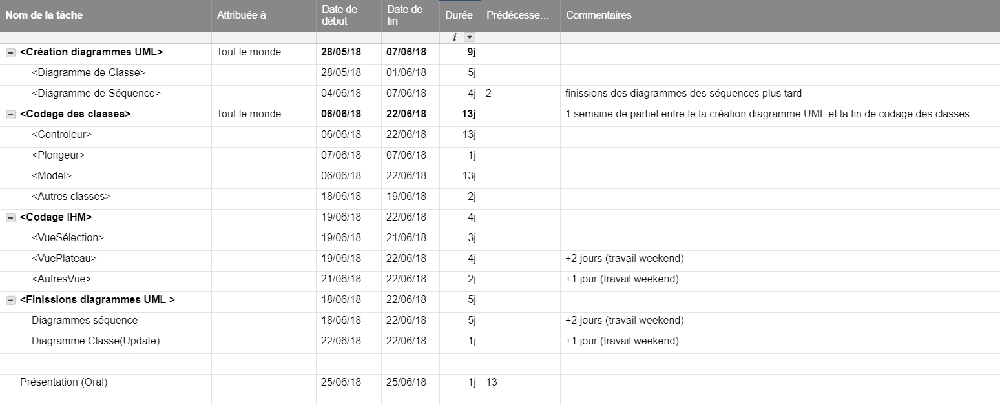 Nom de la tâche Attribuée à Date de début Date de fin Durée Prédécesse... Commentaires
i
<Création diagrammes UML> Tout le monde 28/05/18 07/06/18 9j
<Diagramme de Classe> 28/05/18 01/06/18 5j
<Diagramme de Séquence> 04/06/18 07/06/18 4j 2 finissions des diagrammes des séquences plus tard
<Codage des classes> Tout le monde 06/06/18 22/06/18 13j 1 semaine de partiel entre le la création diagramme UML et la fin de codage des classes
<Controleur> 06/06/18 22/06/18 13j
<Plongeur> 07/06/18 07/06/18 1j
<Model> 06/06/18 22/06/18 13j
<Autres classes> 18/06/18 19/06/18 2j
<Codage IHM> 19/06/18 22/06/18 4j
<VueSélection> 19/06/18 21/06/18 3j
<VuePlateau> 19/06/18 22/06/18 4j +2 jours (travail weekend)
<AutresVue> 21/06/18 22/06/18 2j +1 jour (travail weekend)
<Finissions diagrammes UML > 18/06/18 22/06/18 5j
Diagrammes séquence 18/06/18 22/06/18 5j +2 jours (travail weekend)
Diagramme Classe(Update) 22/06/18 22/06/18 1j +1 jour (travail weekend)
Présentation (Oral) 25/06/18 25/06/18 1j 13